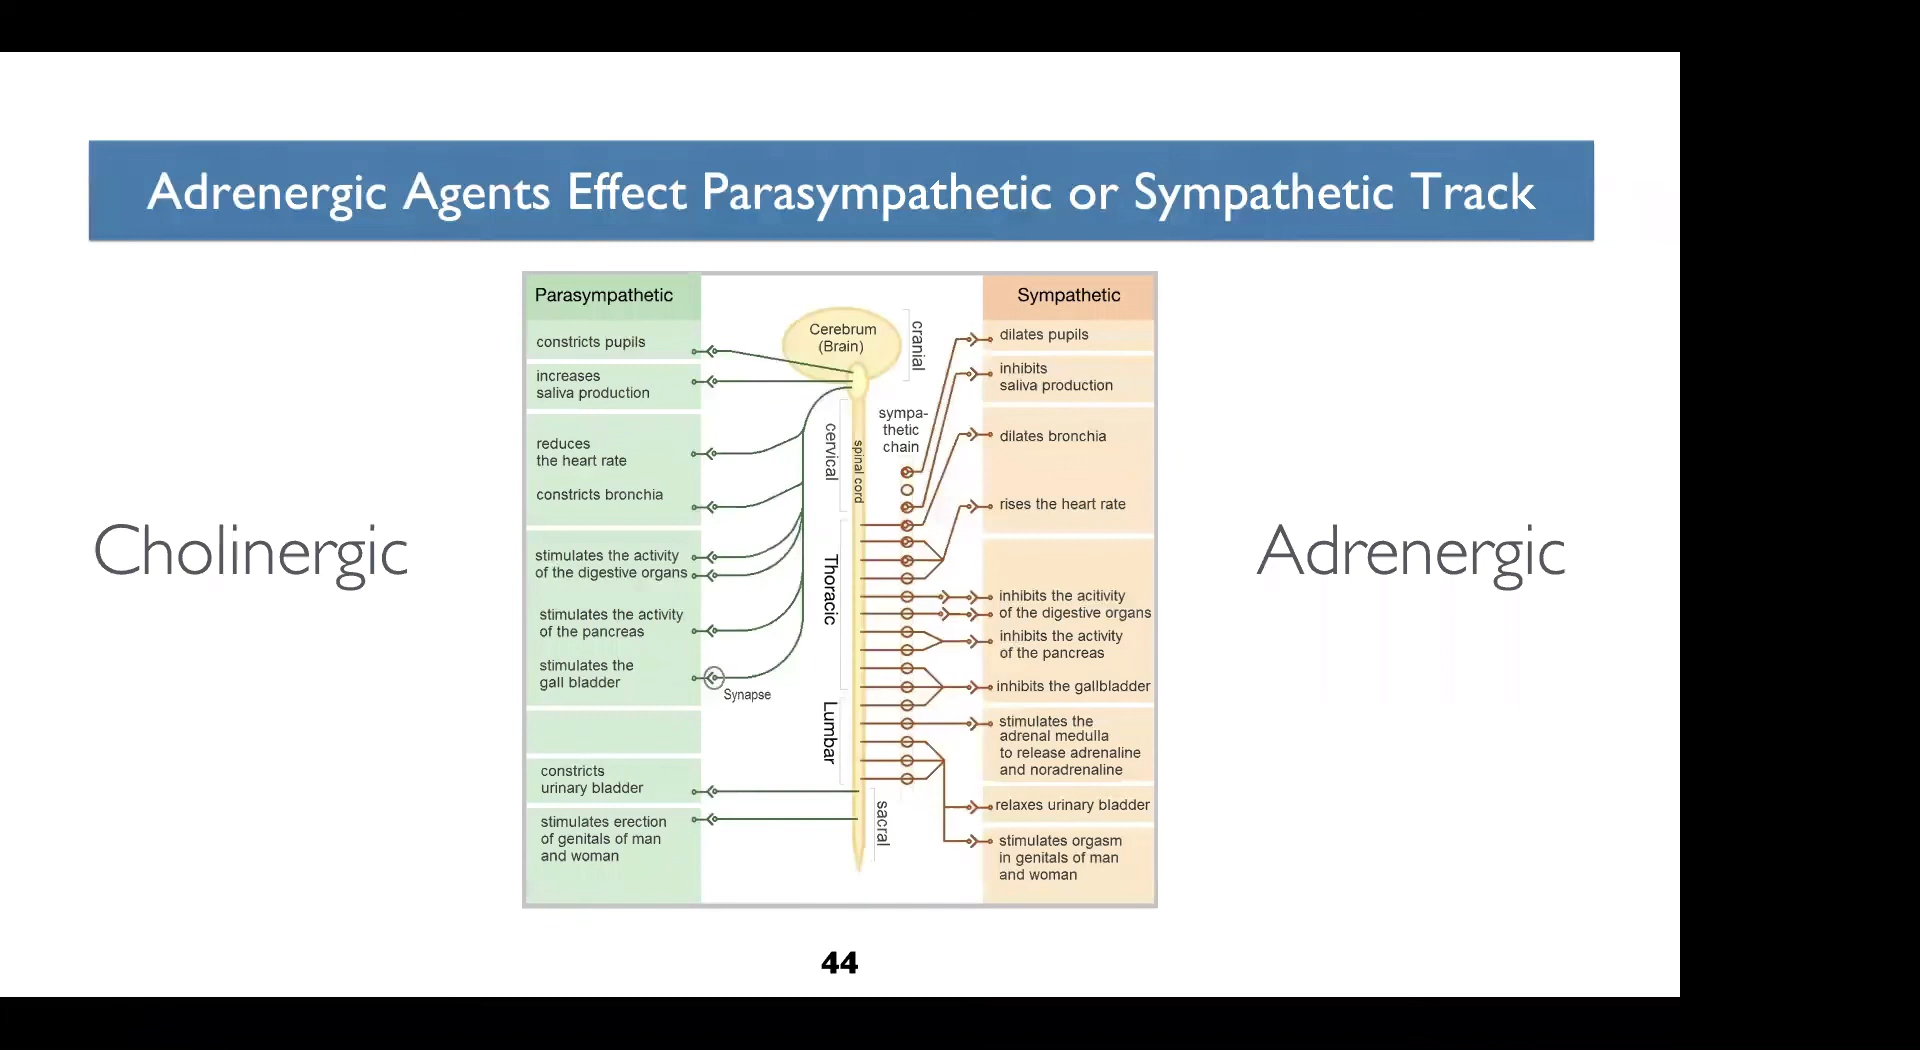 Adrenergic Agents Effect Parasympathetic or Sympathetic Track
Cholinergic
Parasympathetic
constricts pupils
increases
saliva production
reduces
the heart rate
constricts bronchia
stimulates the activity
of the digestive organs
stimulates the activity
of the pancreas
stimulates the
gall bladder
constricts
urinary bladder
stimulates erection
of genitals of man
and woman
Cerebrum
(Brain)
cranial
sympa-
thetic
chain
cervical
spinal cord
Thoracic
Synapse
Lumbar
sacral
Sympathetic
dilates pupils
inhibits
saliva production
dilates bronchia
rises the heart rate
inhibits the acitivity
of the digestive organs
inhibits the activity
of the pancreas
inhibits the gallbladder
stimulates the
adrenal medulla
to release adrenaline
and noradrenaline
relaxes urinary bladder
stimulates orgasm
in genitals of man
and woman
Adrenergic
44